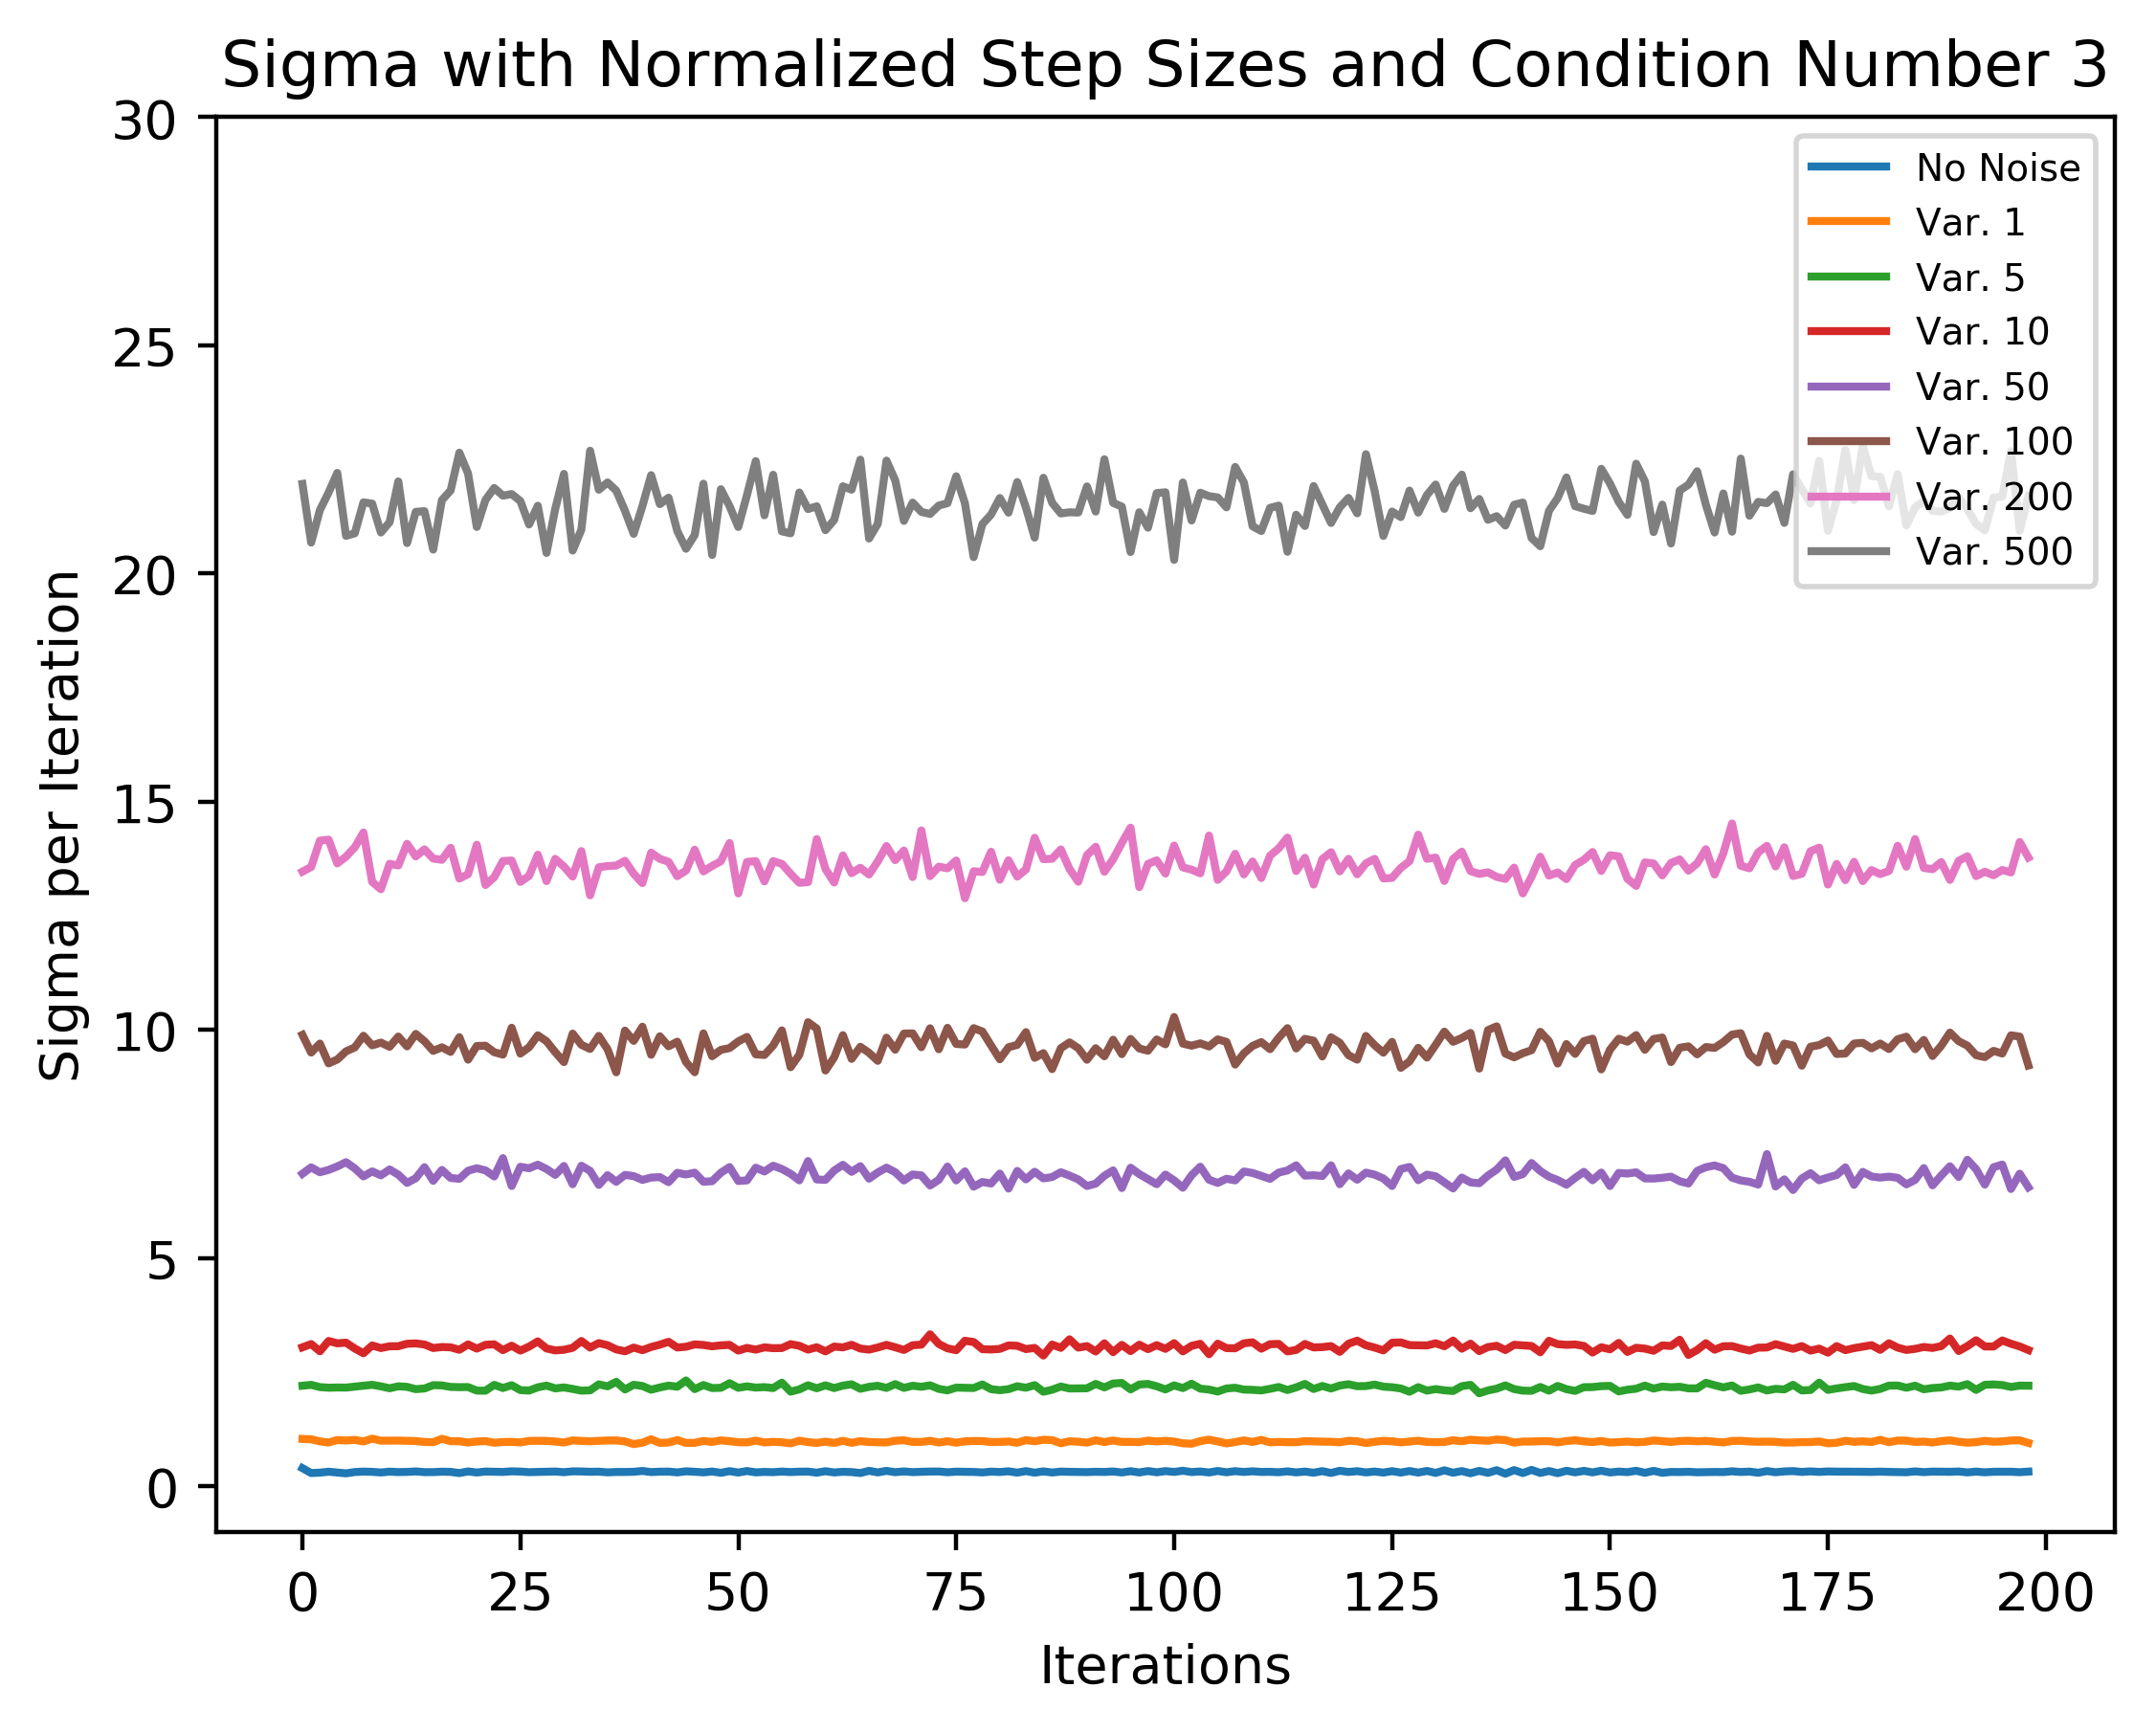 Sigma with Normalized Step Sizes and Condition Number 3
Sigma per Iteration
30
25
20
15
10
5
0
No Noise
Var. 1
Var. 5
Var. 10
Var. 50
Var. 100
Var. 200
Var. 500
0 25 50 75 100 125 150 175 200
Iterations